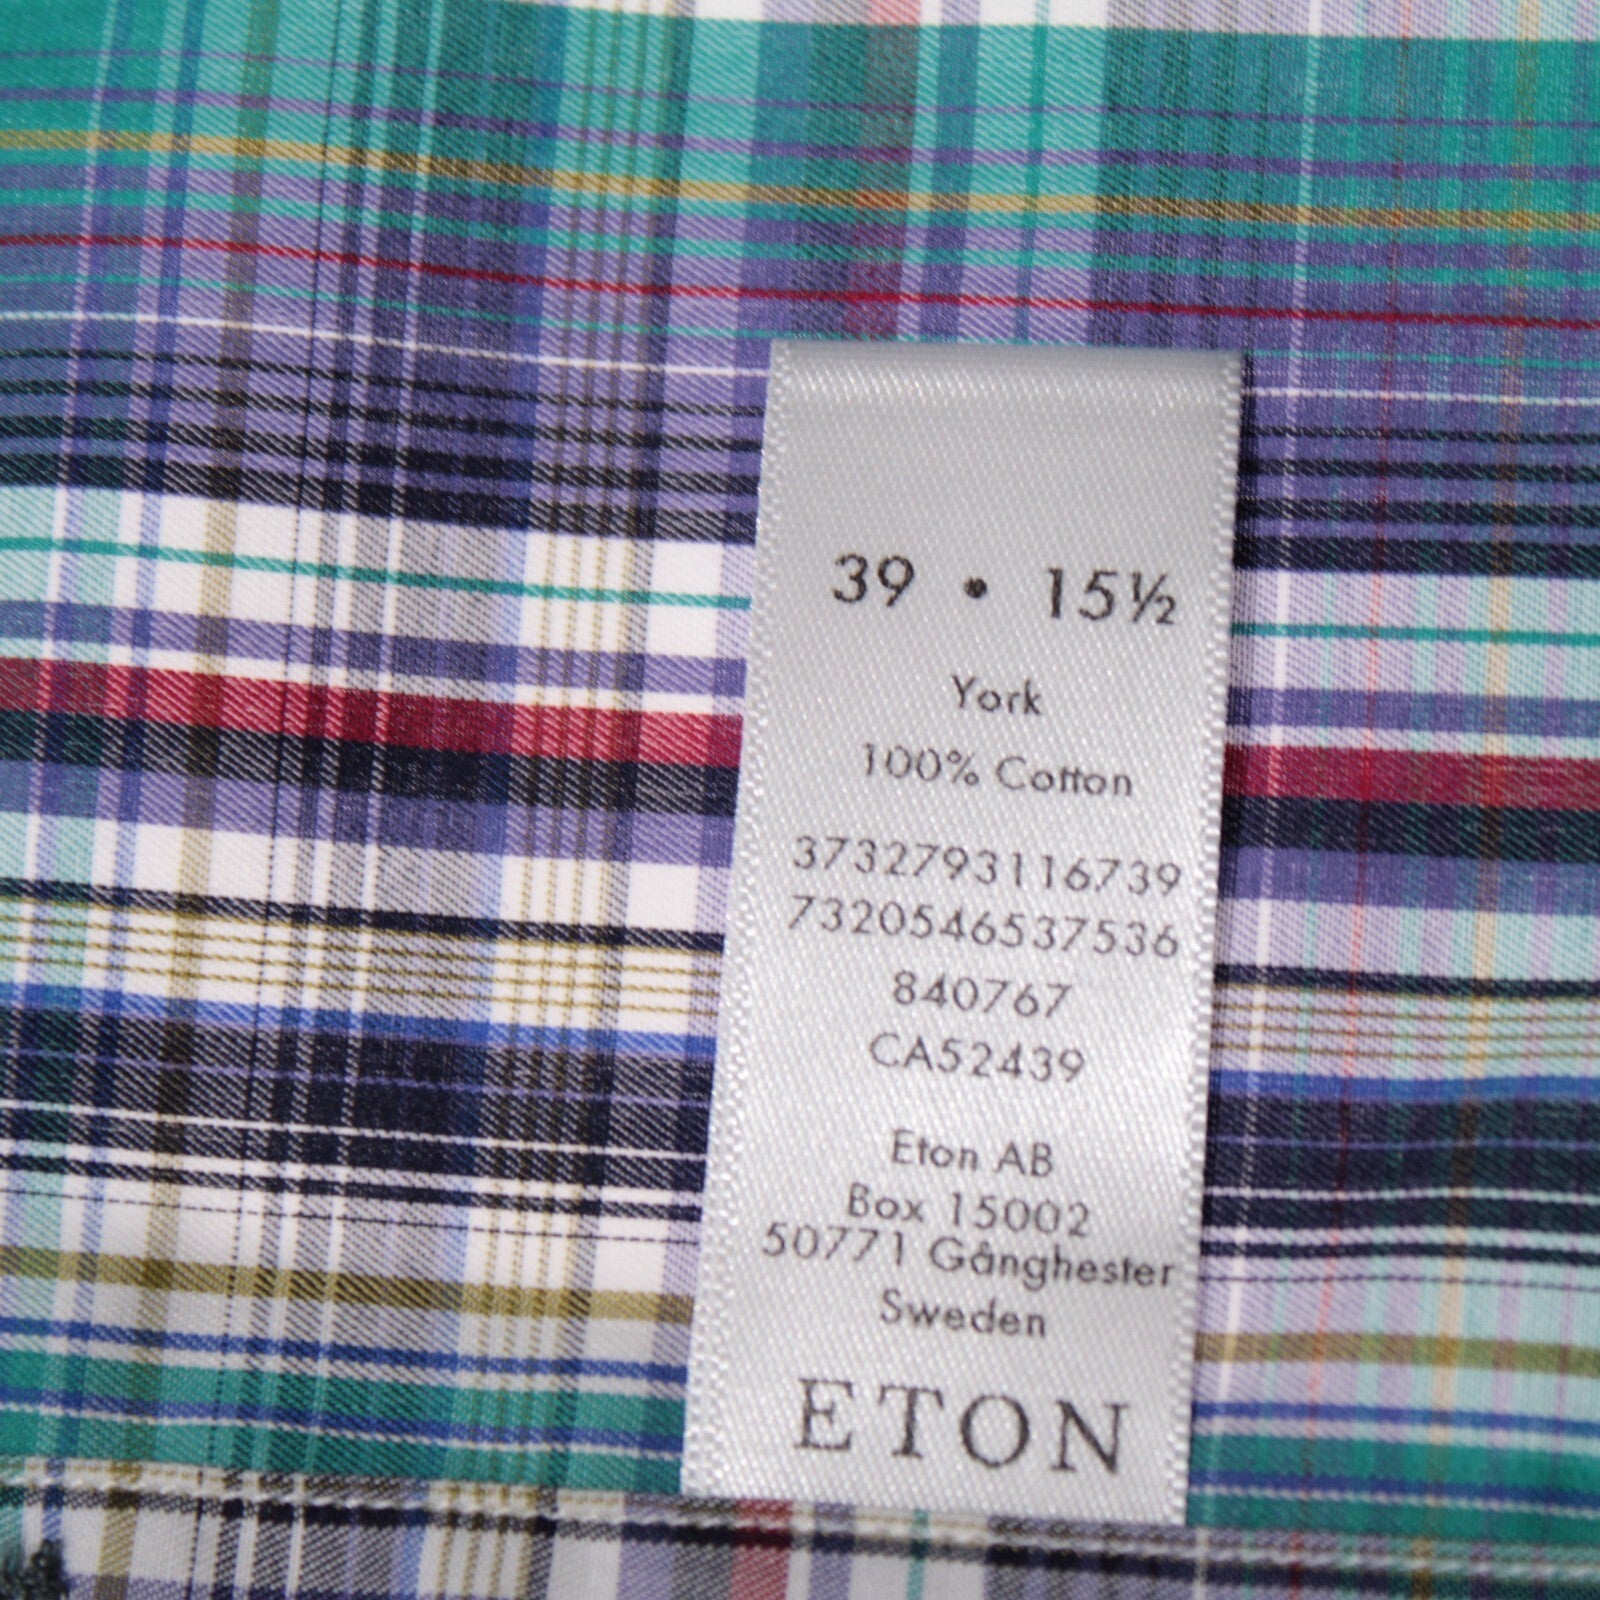 39 • 15½
York
100% Cotton
3732793116739
7320546537536
840767
CA52439
Eton AB
Box 15002
50771 Gånghester
Sweden
ETON